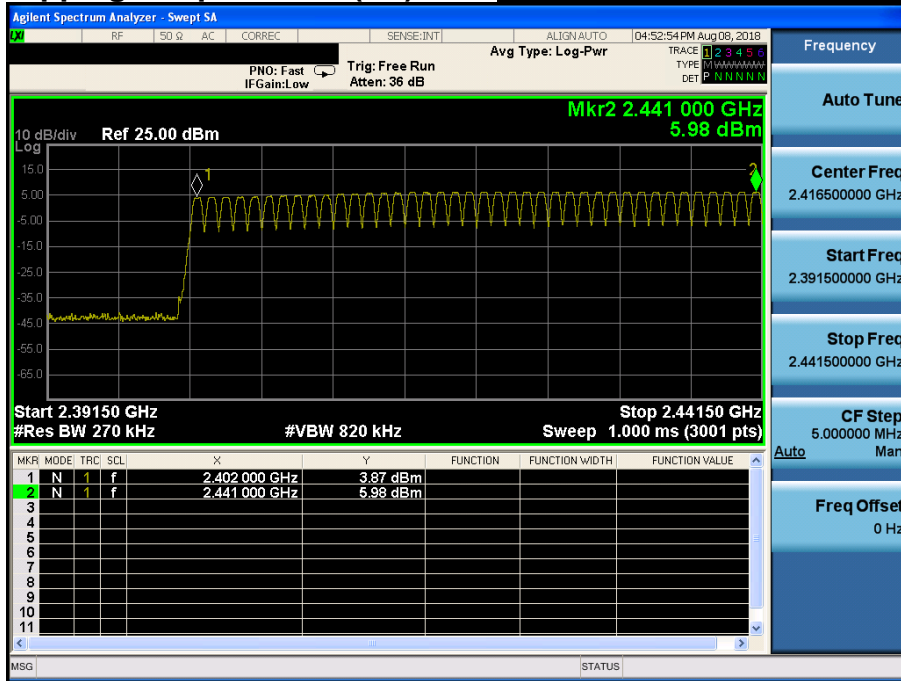 Agilent Spectrum Analyzer - Swept SA
LXI RF 50 Ω AC CORREC SENSE:INT ALIGN AUTO 04:52:54 PM Aug 08, 2018
Avg Type: Log-Pwr TRACE 1 2 3 4 5 6
PNO: Fast Trig: Free Run TYPE M W W W W W
IFGain:Low Atten: 36 dB DET P N N N N N
Mkr2 2.441 000 GHz
5.98 dBm
10 dB/div Ref 25.00 dBm
Log
15.0
5.00
-5.00
-15.0
-25.0
-35.0
-45.0
-55.0
-65.0
1
2
Start 2.39150 GHz Stop 2.44150 GHz
#Res BW 270 kHz #VBW 820 kHz Sweep 1.000 ms (3001 pts)
MKR MODE TRC SCL X Y FUNCTION FUNCTION WIDTH FUNCTION VALUE
1 N 1 f 2.402 000 GHz 3.87 dBm
2 N 1 f 2.441 000 GHz 5.98 dBm
3
4
5
6
7
8
9
10
11
MSG STATUS
Frequency
Auto Tune
Center Freq
2.416500000 GHz
Start Freq
2.391500000 GHz
Stop Freq
2.441500000 GHz
CF Step
5.000000 MHz
Auto Man
Freq Offset
0 Hz